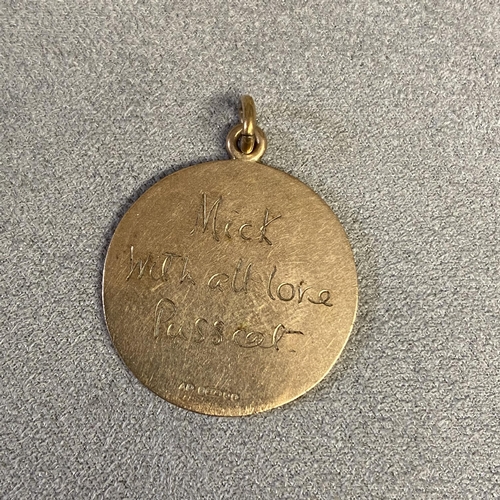 Mick
With all love
Pusscat